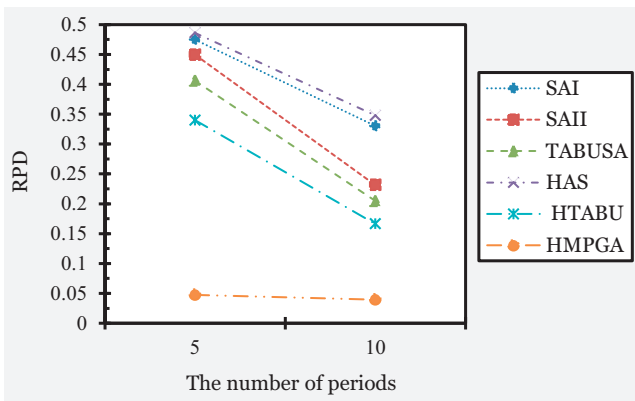 0.5
0.45
0.4
0.35
0.3
0.25
0.2
0.15
0.1
0.05
0
RPD
5 10
The number of periods
SAI
SAII
TABUSA
HAS
HTABU
HMPGA